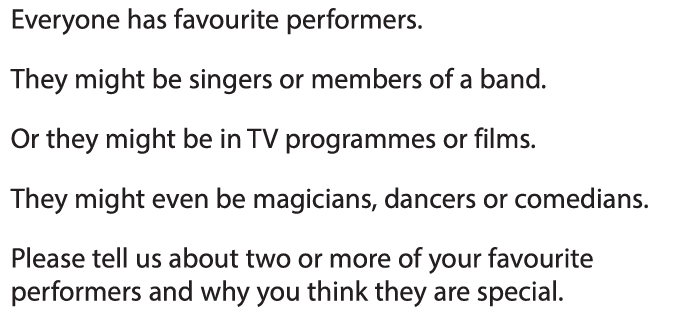 Everyone has favourite performers.
They might be singers or members of a band.
Or they might be in TV programmes or films.
They might even be magicians, dancers or comedians.
Please tell us about two or more of your favourite
performers and why you think they are special.